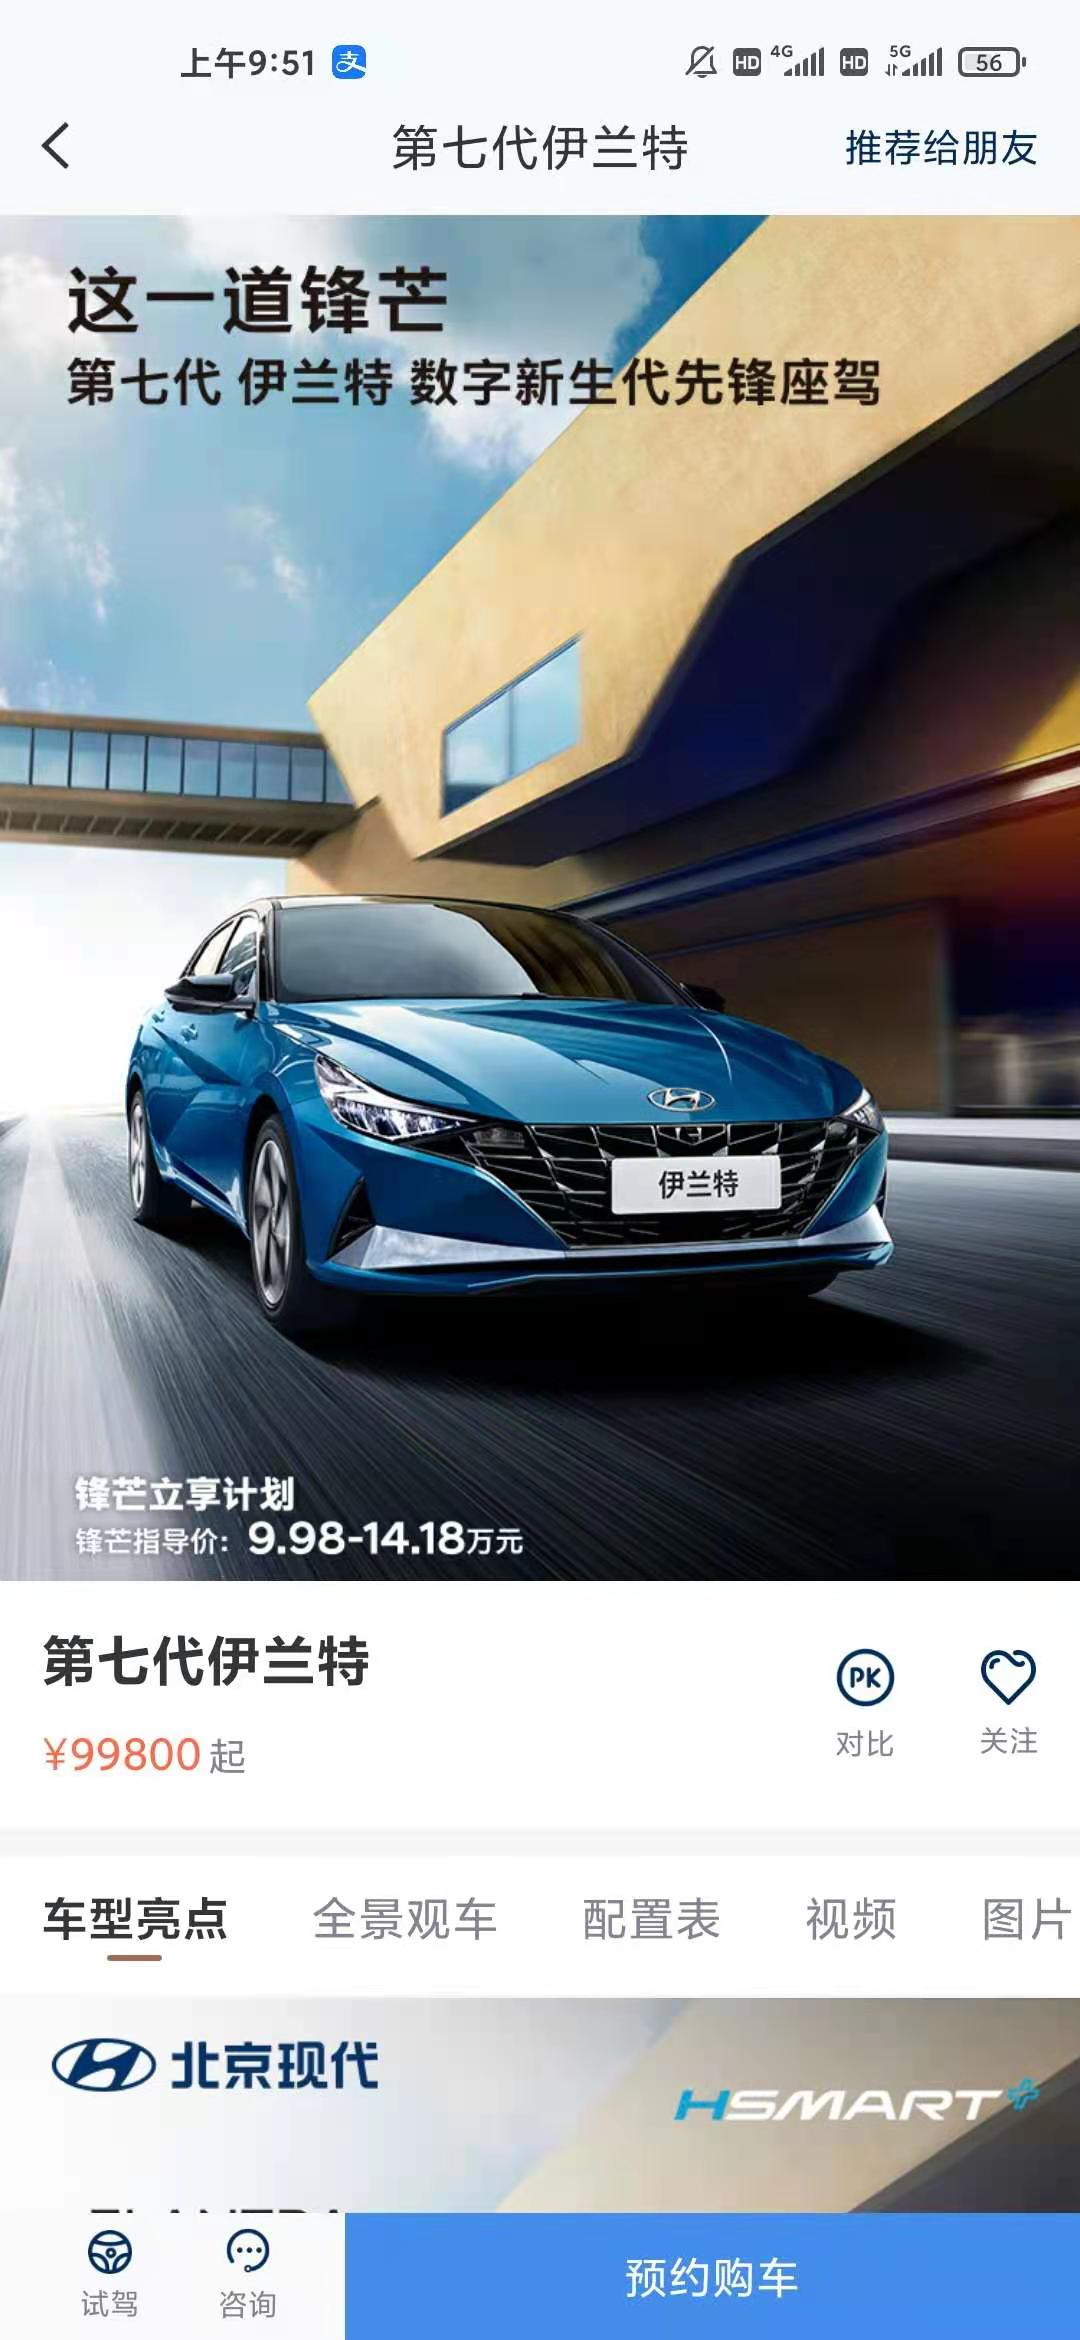 上午9:51
HD 4G HD 5G 56
第七代伊兰特
推荐给朋友
这一道锋芒
第七代 伊兰特 数字新生代先锋座驾
伊兰特
锋芒立享计划
锋芒指导价：9.98-14.18万元
第七代伊兰特
¥99800起
PK
对比
关注
车型亮点
全景观车
配置表
视频
图片
北京现代
HSMART+
试驾
咨询
预约购车